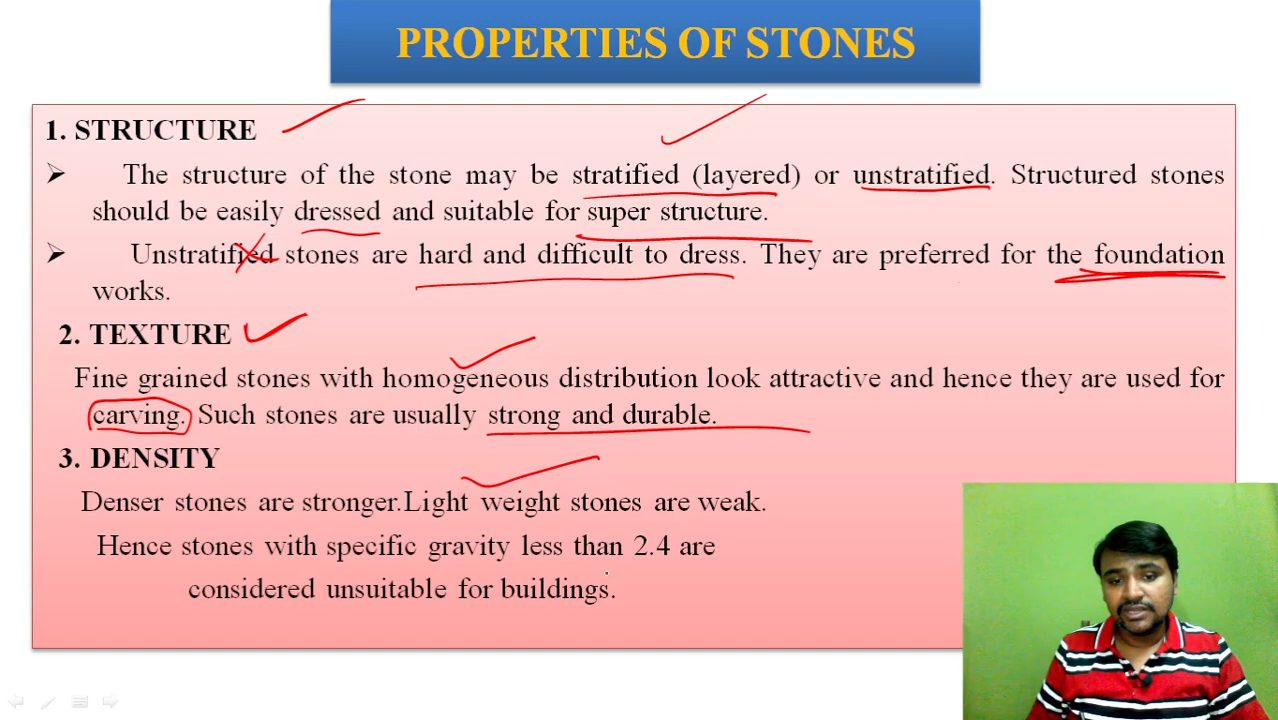 PROPERTIES OF STONES
1. STRUCTURE
➢ The structure of the stone may be stratified (layered) or unstratified. Structured stones
should be easily dressed and suitable for super structure.
➢ Unstratified stones are hard and difficult to dress. They are preferred for the foundation
works.
2. TEXTURE
Fine grained stones with homogeneous distribution look attractive and hence they are used for
carving. Such stones are usually strong and durable.
3. DENSITY
Denser stones are stronger.Light weight stones are weak.
Hence stones with specific gravity less than 2.4 are
considered unsuitable for buildings.